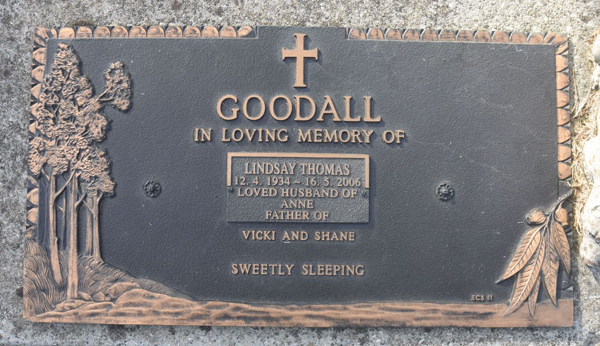 GOODALL
IN LOVING MEMORY OF
LINDSAY THOMAS
12. 4. 1934 ~ 16. 5. 2006
LOVED HUSBAND OF
ANNE
FATHER OF
VICKI AND SHANE
SWEETLY SLEEPING